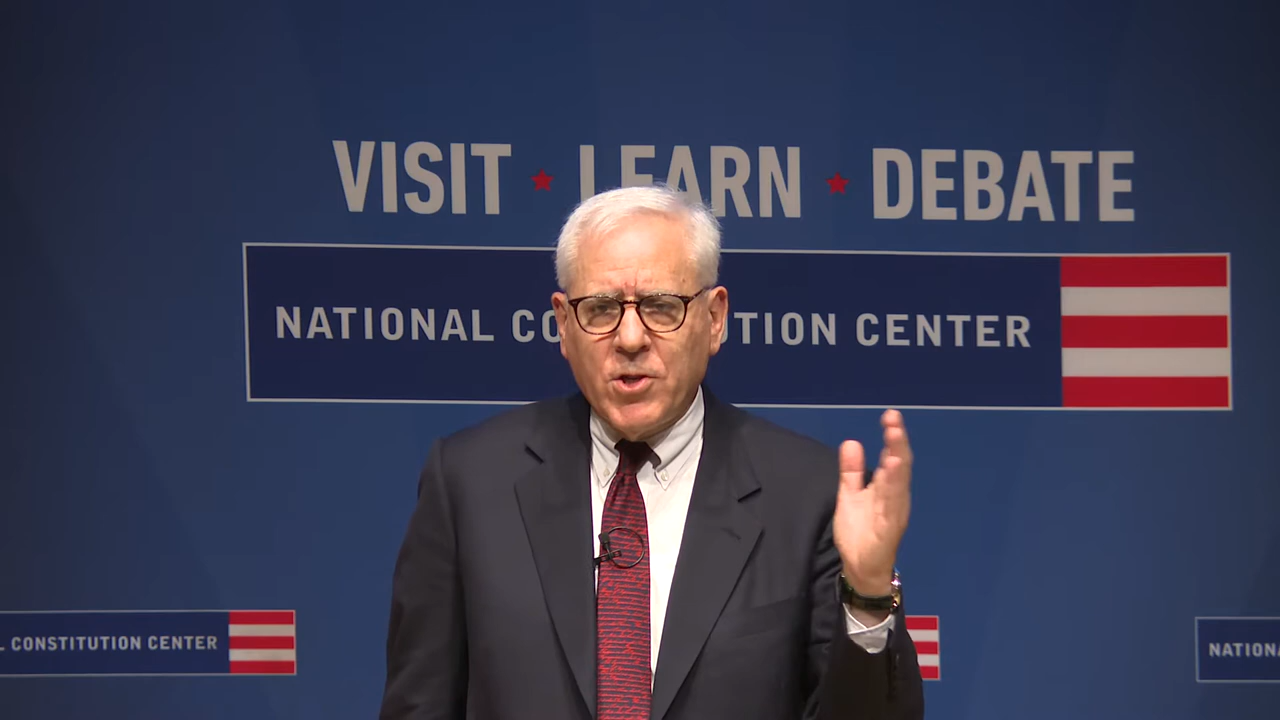 VISIT ★ LEARN ★ DEBATE
NATIONAL CO TION CENTER
L CONSTITUTION CENTER
NATIONA